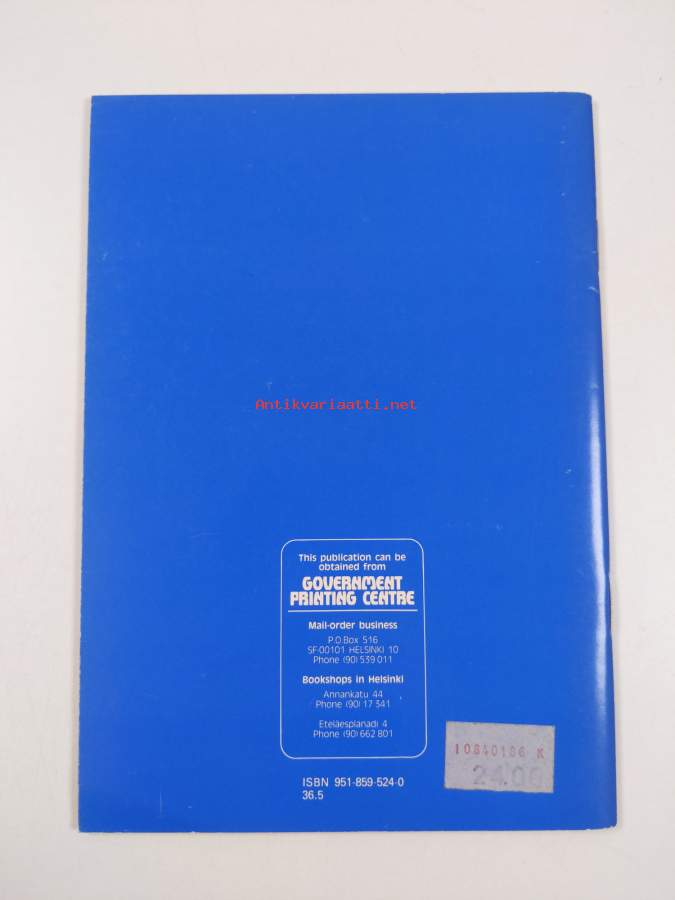 Antikvariaatti.net
This publication can be
obtained from
GOVERNMENT
PRINTING CENTRE
Mail-order business
P.O.Box 516
SF-00101 HELSINKI 10
Phone (90) 539 011
Bookshops in Helsinki
Annankatu 44
Phone (90) 17 341
Eteläesplanadi 4
Phone (90) 662 801
10840186 K
24.00
ISBN 951-859-524-0
36.5